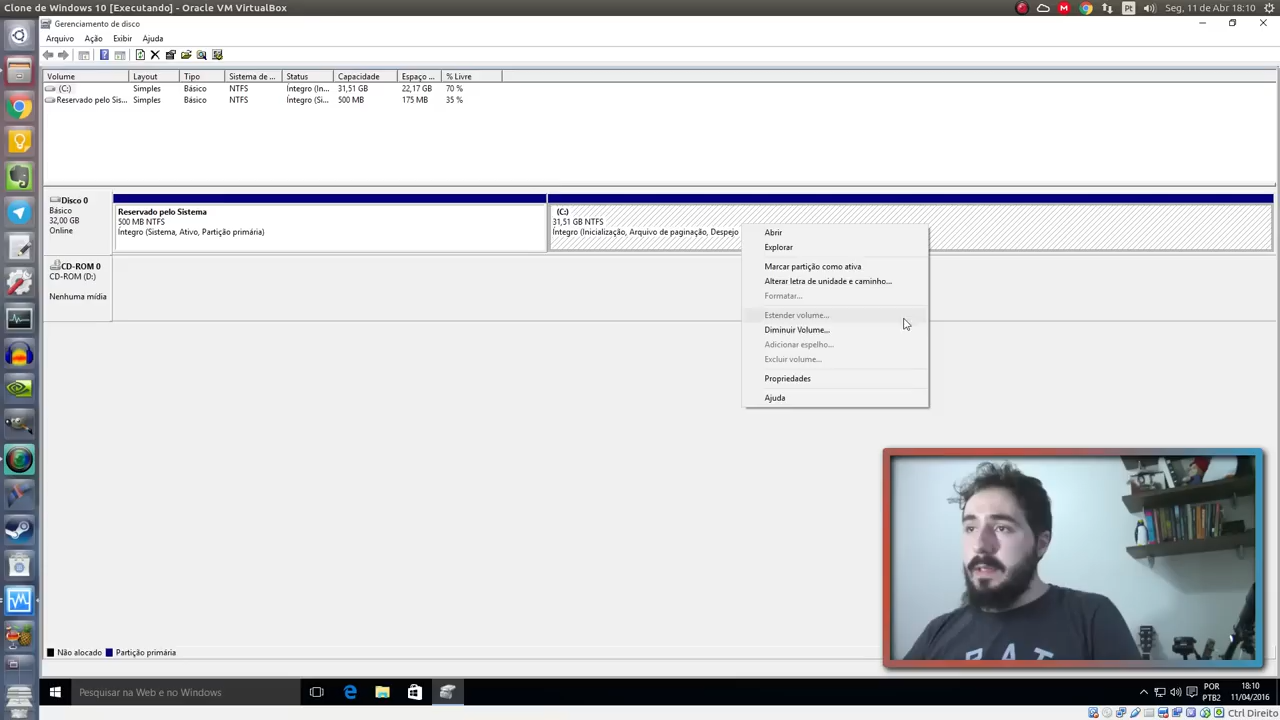 Clone de Windows 10 [Executando] - Oracle VM VirtualBox
Pt
Seg, 11 de Abr 18:10
Gerenciamento de disco
Arquivo Ação Exibir Ajuda
Volume Layout Tipo Sistema de ... Status Capacidade Espaço ... % Livre
(C:) Simples Básico NTFS Íntegro (In... 31,51 GB 22,17 GB 70 %
Reservado pelo Sis... Simples Básico NTFS Íntegro (Si... 500 MB 175 MB 35 %
Disco 0
Básico
32,00 GB
Online
Reservado pelo Sistema
500 MB NTFS
Íntegro (Sistema, Ativo, Partição primária)
(C:)
31,51 GB NTFS
Íntegro (Inicialização, Arquivo de paginação, Despejo
CD-ROM 0
CD-ROM (D:)
Nenhuma mídia
Abrir
Explorar
Marcar partição como ativa
Alterar letra de unidade e caminho...
Formatar...
Estender volume...
Diminuir Volume...
Adicionar espelho...
Excluir volume...
Propriedades
Ajuda
Não alocado Partição primária
Pesquisar na Web e no Windows
POR
PTB2
18:10
11/04/2016
Ctrl Direito